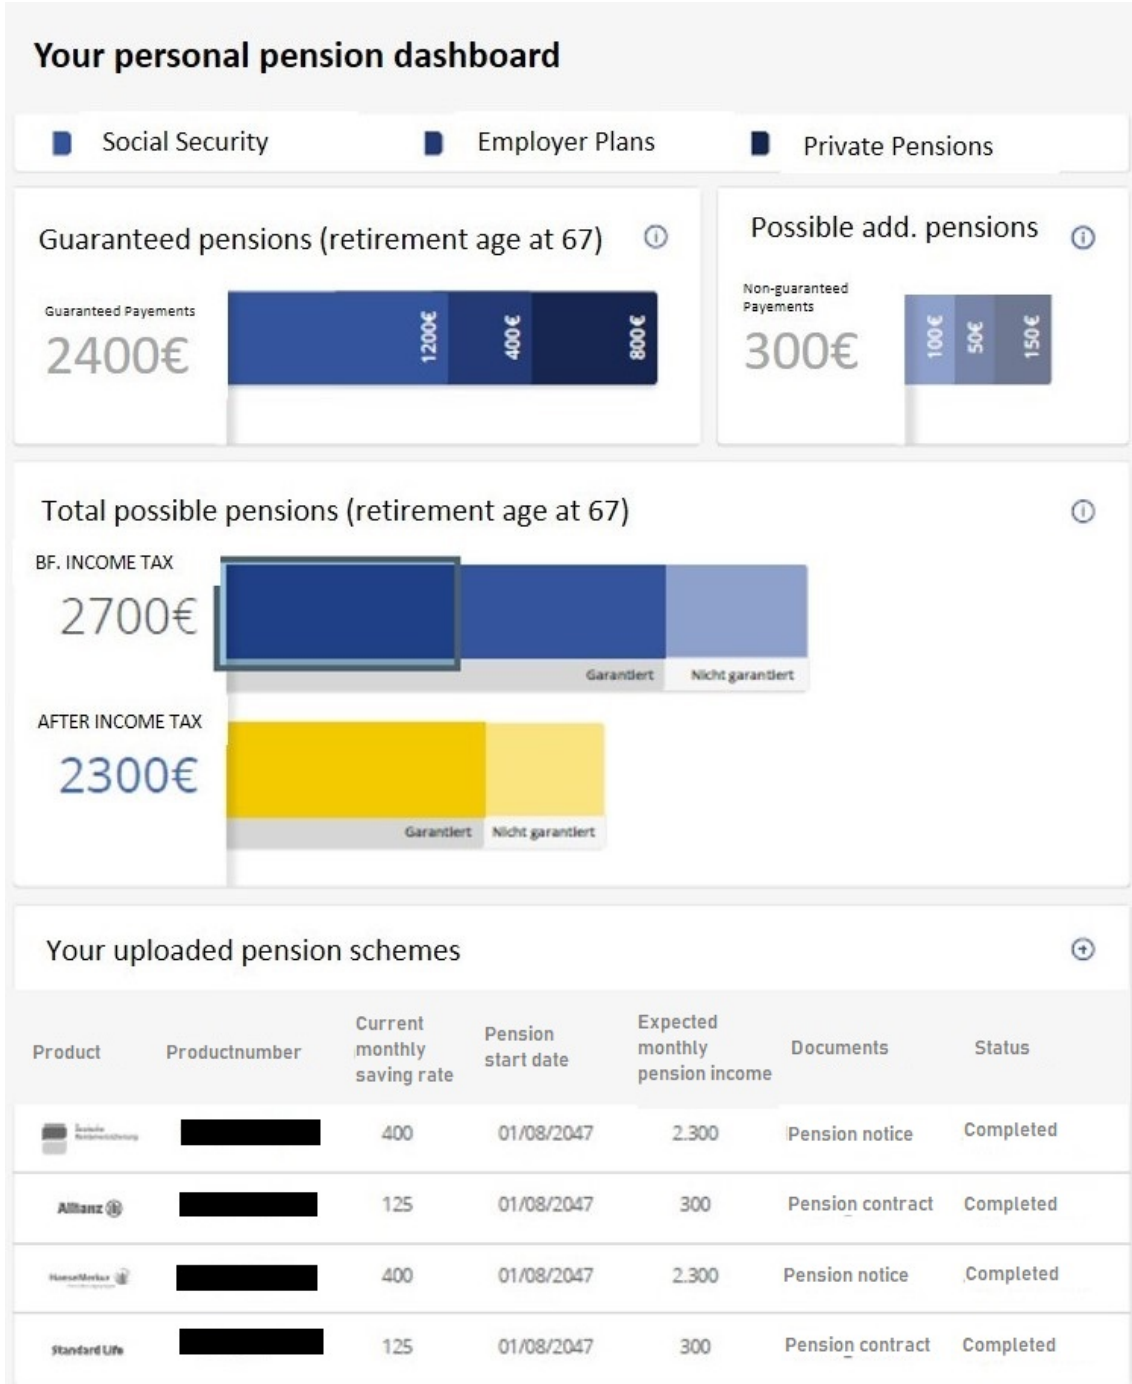 Your personal pension dashboard
Social Security
Employer Plans
Private Pensions
Guaranteed pensions (retirement age at 67)
Guaranteed Payements
2400€
1200€
400 €
800 €
Possible add. pensions
Non-guaranteed
Payements
300€
100 €
50€
150 €
Total possible pensions (retirement age at 67)
BF. INCOME TAX
2700€
Garantiert
Nicht garantiert
AFTER INCOME TAX
2300€
Garantiert
Nicht garantiert
Your uploaded pension schemes
Product
Productnumber
Current
monthly
saving rate
Pension
start date
Expected
monthly
pension income
Documents
Status
Deutsche
Rentenversicherung
400
01/08/2047
2.300
Pension notice
Completed
Allianz
125
01/08/2047
300
Pension contract
Completed
HanseMerkur
400
01/08/2047
2.300
Pension notice
Completed
Standard Life
125
01/08/2047
300
Pension contract
Completed